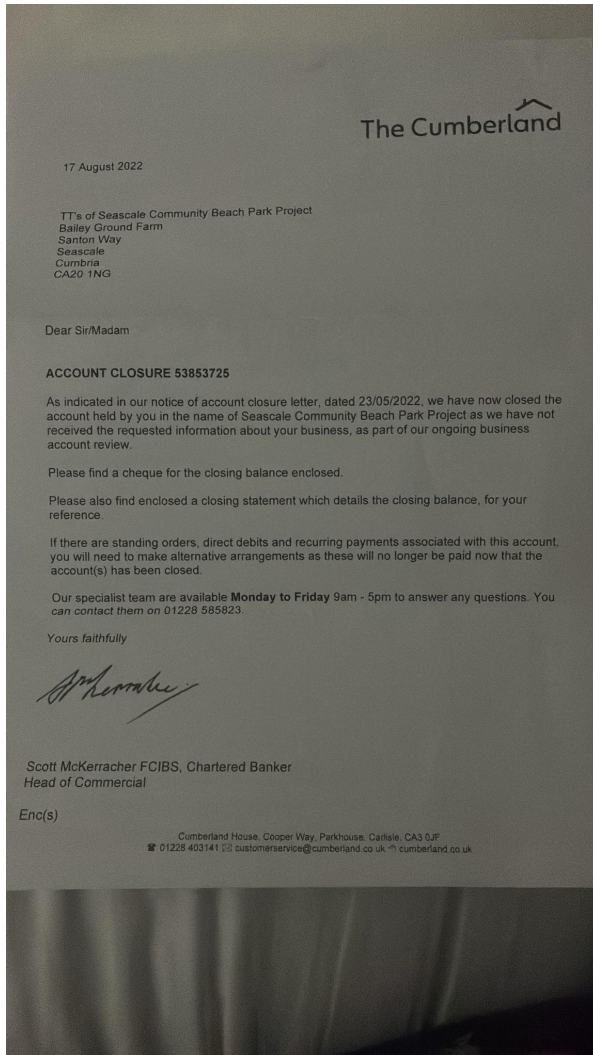 The Cumberland
17 August 2022
TT's of Seascale Community Beach Park Project
Bailey Ground Farm
Santon Way
Seascale
Cumbria
CA20 1NG
Dear Sir/Madam
ACCOUNT CLOSURE 53853725
As indicated in our notice of account closure letter, dated 23/05/2022, we have now closed the
account held by you in the name of Seascale Community Beach Park Project as we have not
received the requested information about your business, as part of our ongoing business
account review.
Please find a cheque for the closing balance enclosed.
Please also find enclosed a closing statement which details the closing balance, for your
reference.
If there are standing orders, direct debits and recurring payments associated with this account,
you will need to make alternative arrangements as these will no longer be paid now that the
account(s) has been closed.
Our specialist team are available Monday to Friday 9am - 5pm to answer any questions. You
can contact them on 01228 585823.
Yours faithfully
Scott McKerracher FCIBS, Chartered Banker
Head of Commercial
Enc(s)
Cumberland House, Cooper Way, Parkhouse, Carlisle, CA3 0JF
01228 403141 customerservice@cumberland.co.uk cumberland.co.uk